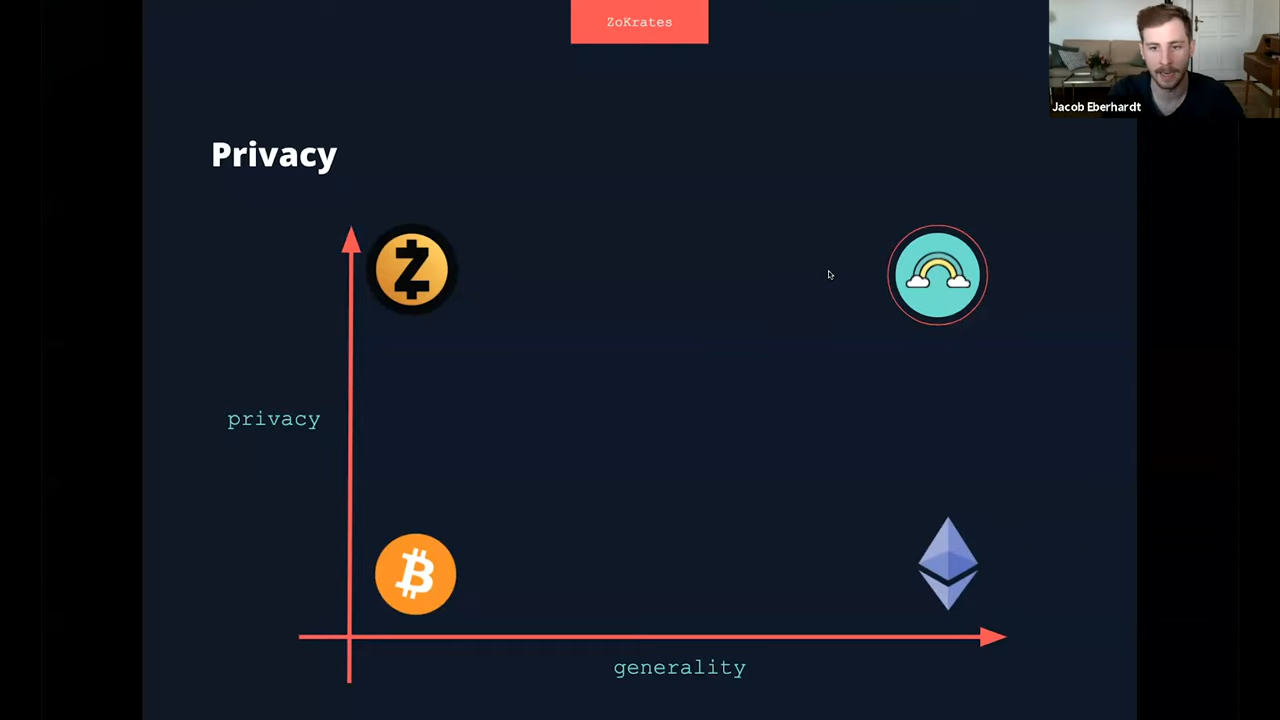 ZoKrates
Jacob Eberhardt
Privacy
privacy
generality